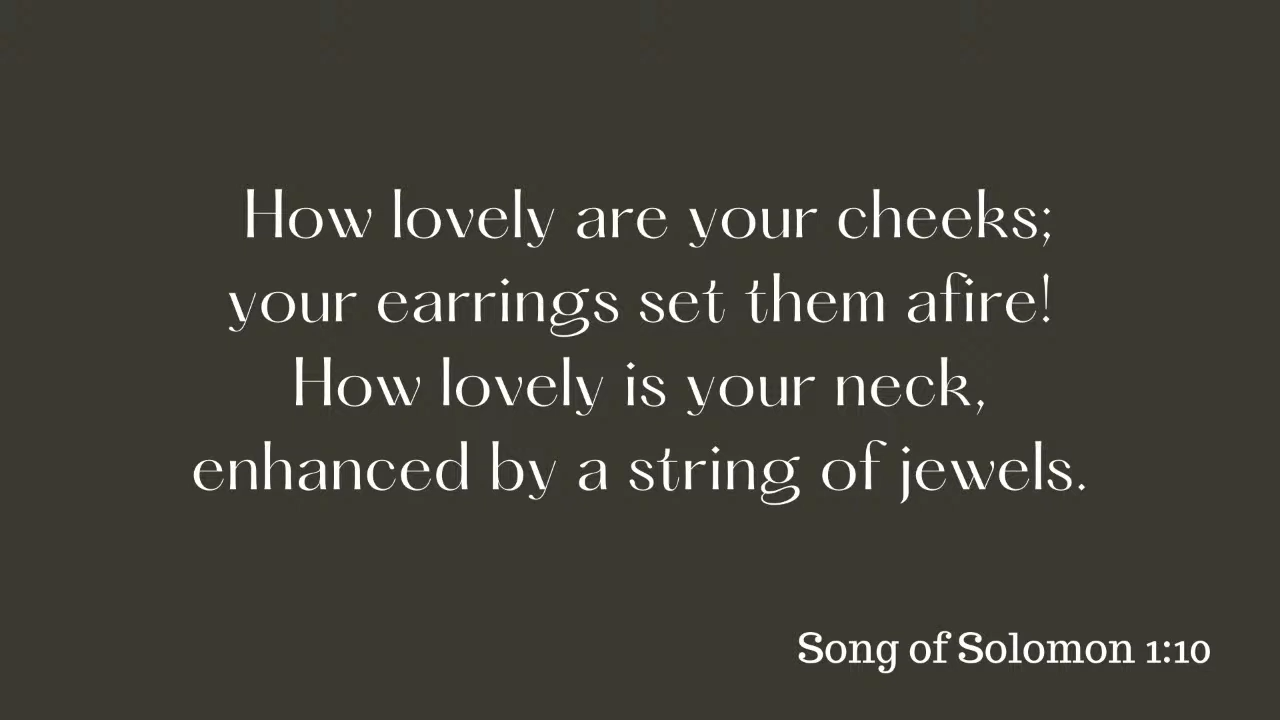 How lovely are your cheeks;
your earrings set them afire!
How lovely is your neck,
enhanced by a string of jewels.
Song of Solomon 1:10